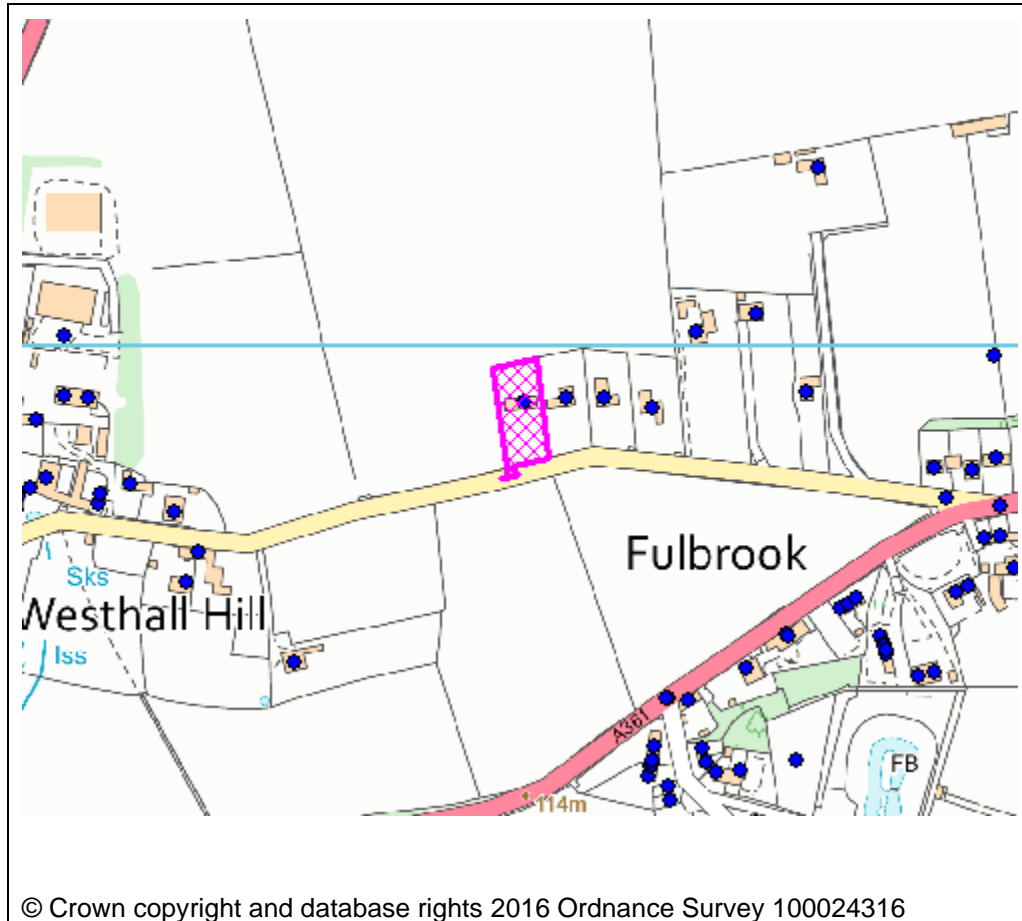 Fulbrook
Sks
Westhall Hill
Iss
A361
FB
114m
© Crown copyright and database rights 2016 Ordnance Survey 100024316